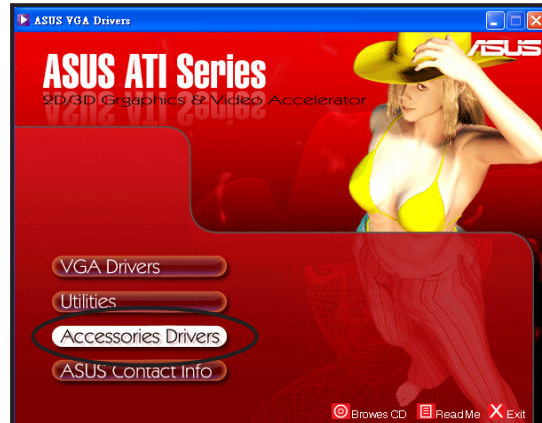 ASUS VGA Drivers
ASUS
ASUS ATI Series
2D/3D Grgaphics & Video Accelerator
VGA Drivers
Utilities
Accessories Drivers
ASUS Contact Info
Browes CD ReadMe Exit